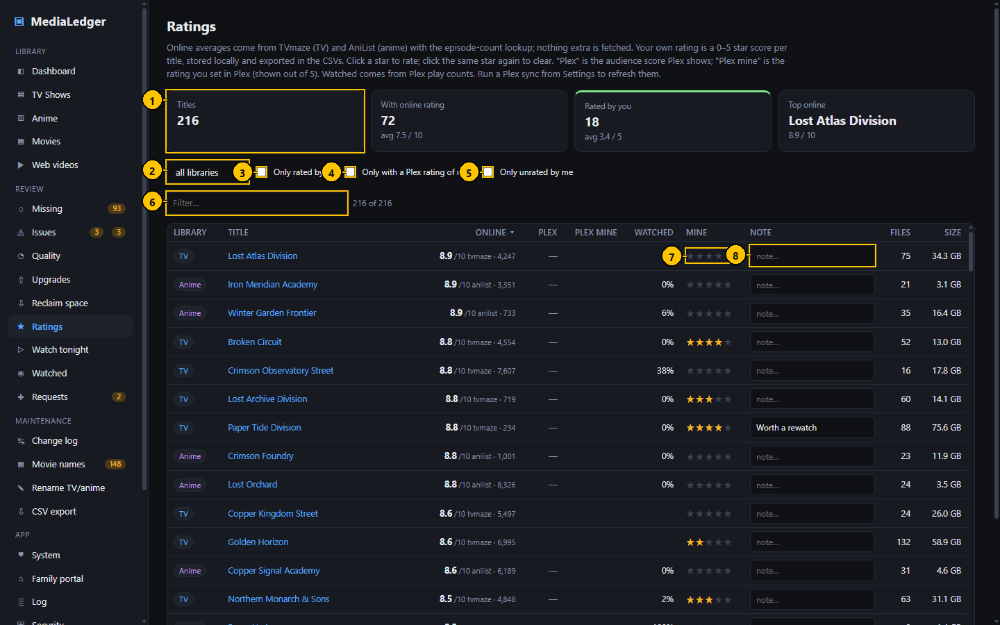 MediaLedger
LIBRARY
Dashboard
TV Shows
Anime
Movies
Web videos
REVIEW
Missing 93
Issues 3 3
Quality
Upgrades
Reclaim space
Ratings
Watch tonight
Watched
Requests 2
MAINTENANCE
Change log
Movie names 148
Rename TV/anime
CSV export
APP
System
Family portal
Log
Security
Ratings
Online averages come from TVmaze (TV) and AniList (anime) with the episode-count lookup; nothing extra is fetched. Your own rating is a 0–5 star score per
title, stored locally and exported in the CSVs. Click a star to rate; click the same star again to clear. "Plex" is the audience score Plex shows; "Plex mine" is the
rating you set in Plex (shown out of 5). Watched comes from Plex play counts. Run a Plex sync from Settings to refresh them.
1
Titles
216
With online rating
72
avg 7.5 / 10
Rated by you
18
avg 3.4 / 5
Top online
Lost Atlas Division
8.9 / 10
2 all libraries 3 Only rated by 4 Only with a Plex rating of 5 Only unrated by me
6 Filter... 216 of 216
LIBRARY TITLE ONLINE PLEX PLEX MINE WATCHED MINE NOTE FILES SIZE
TV Lost Atlas Division 8.9 /10 tvmaze · 4,247 — 7 ★★★★ 8 note... 75 34.3 GB
Anime Iron Meridian Academy 8.9 /10 anilist · 3,351 — 0% ★★★★★ note... 21 3.1 GB
Anime Winter Garden Frontier 8.9 /10 anilist · 733 — 6% ★★★★★ note... 35 16.4 GB
TV Broken Circuit 8.8 /10 tvmaze · 4,554 — 0% ★★★★★ note... 52 13.0 GB
TV Crimson Observatory Street 8.8 /10 tvmaze · 7,607 — 38% ★★★★★ note... 16 17.8 GB
TV Lost Archive Division 8.8 /10 tvmaze · 719 — 0% ★★★★★ note... 60 14.1 GB
TV Paper Tide Division 8.8 /10 tvmaze · 234 — 0% ★★★★★ Worth a rewatch 88 75.6 GB
Anime Crimson Foundry 8.8 /10 anilist · 1,001 — 0% ★★★★★ note... 23 11.9 GB
Anime Lost Orchard 8.8 /10 anilist · 8,326 — 0% ★★★★★ note... 24 3.5 GB
TV Copper Kingdom Street 8.6 /10 tvmaze · 5,497 ★★★★★ note... 24 26.0 GB
TV Golden Horizon 8.6 /10 tvmaze · 6,995 ★★★★★ note... 132 58.9 GB
Anime Copper Signal Academy 8.6 /10 anilist · 6,189 — 0% ★★★★★ note... 31 4.6 GB
TV Northern Monarch & Sons 8.5 /10 tvmaze · 4,848 — 2% ★★★★★ note... 63 31.1 GB